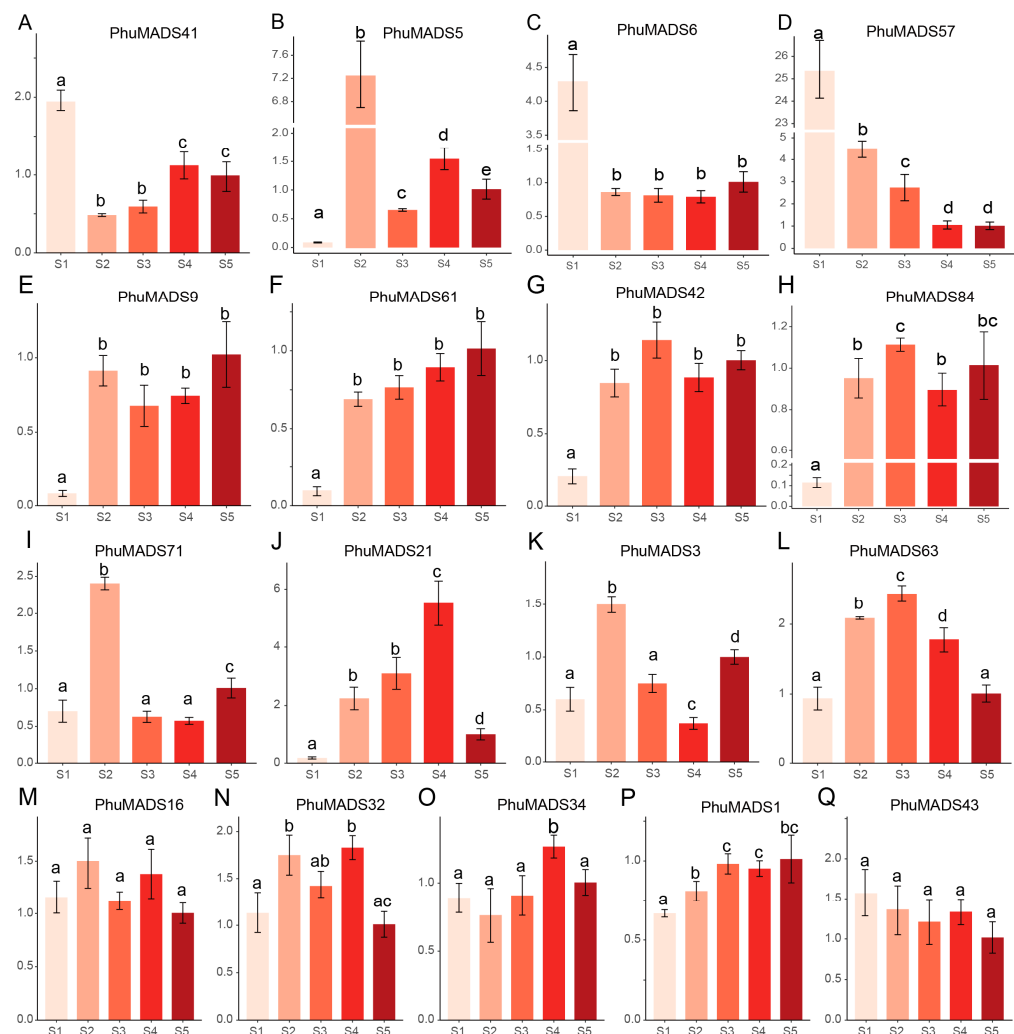 A PhuMADS41
a
b
b
c
c
2.0
1.0
0.0
S1 S2 S3 S4 S5
B PhuMADS5
a
b
c
d
e
7.6
7.2
6.8
2.0
1.5
1.0
0.5
0.0
S1 S2 S3 S4 S5
C PhuMADS6
a
b
b
b
b
4.5
4.0
3.5
1.5
1.0
0.5
0.0
S1 S2 S3 S4 S5
D PhuMADS57
a
b
c
d
d
26
25
24
23
5
4
3
2
1
0
S1 S2 S3 S4 S5
E PhuMADS9
a
b
b
b
b
1.0
0.5
0.0
S1 S2 S3 S4 S5
F PhuMADS61
a
b
b
b
b
1.0
0.5
0.0
S1 S2 S3 S4 S5
G PhuMADS42
a
b
b
b
b
1.0
0.5
0.0
S1 S2 S3 S4 S5
H PhuMADS84
a
b
c
b
bc
1.2
1.0
0.8
0.6
0.2
0.1
0.0
S1 S2 S3 S4 S5
I PhuMADS71
a
b
a
a
c
2.5
2.0
1.5
1.0
0.5
0.0
S1 S2 S3 S4 S5
J PhuMADS21
a
b
b
c
d
6
4
2
0
S1 S2 S3 S4 S5
K PhuMADS3
a
b
a
c
d
1.5
1.0
0.5
0.0
S1 S2 S3 S4 S5
L PhuMADS63
a
b
c
d
a
2
1
0
S1 S2 S3 S4 S5
M PhuMADS16
a
a
a
a
a
1.5
1.0
0.5
0.0
S1 S2 S3 S4 S5
N PhuMADS32
a
b
ab
b
ac
2.0
1.5
1.0
0.5
0.0
S1 S2 S3 S4 S5
O PhuMADS34
a
a
a
b
a
1.0
0.5
0.0
S1 S2 S3 S4 S5
P PhuMADS1
a
b
c
c
bc
1.0
0.5
0.0
S1 S2 S3 S4 S5
Q PhuMADS43
a
a
a
a
a
2.0
1.5
1.0
0.5
0.0
S1 S2 S3 S4 S5